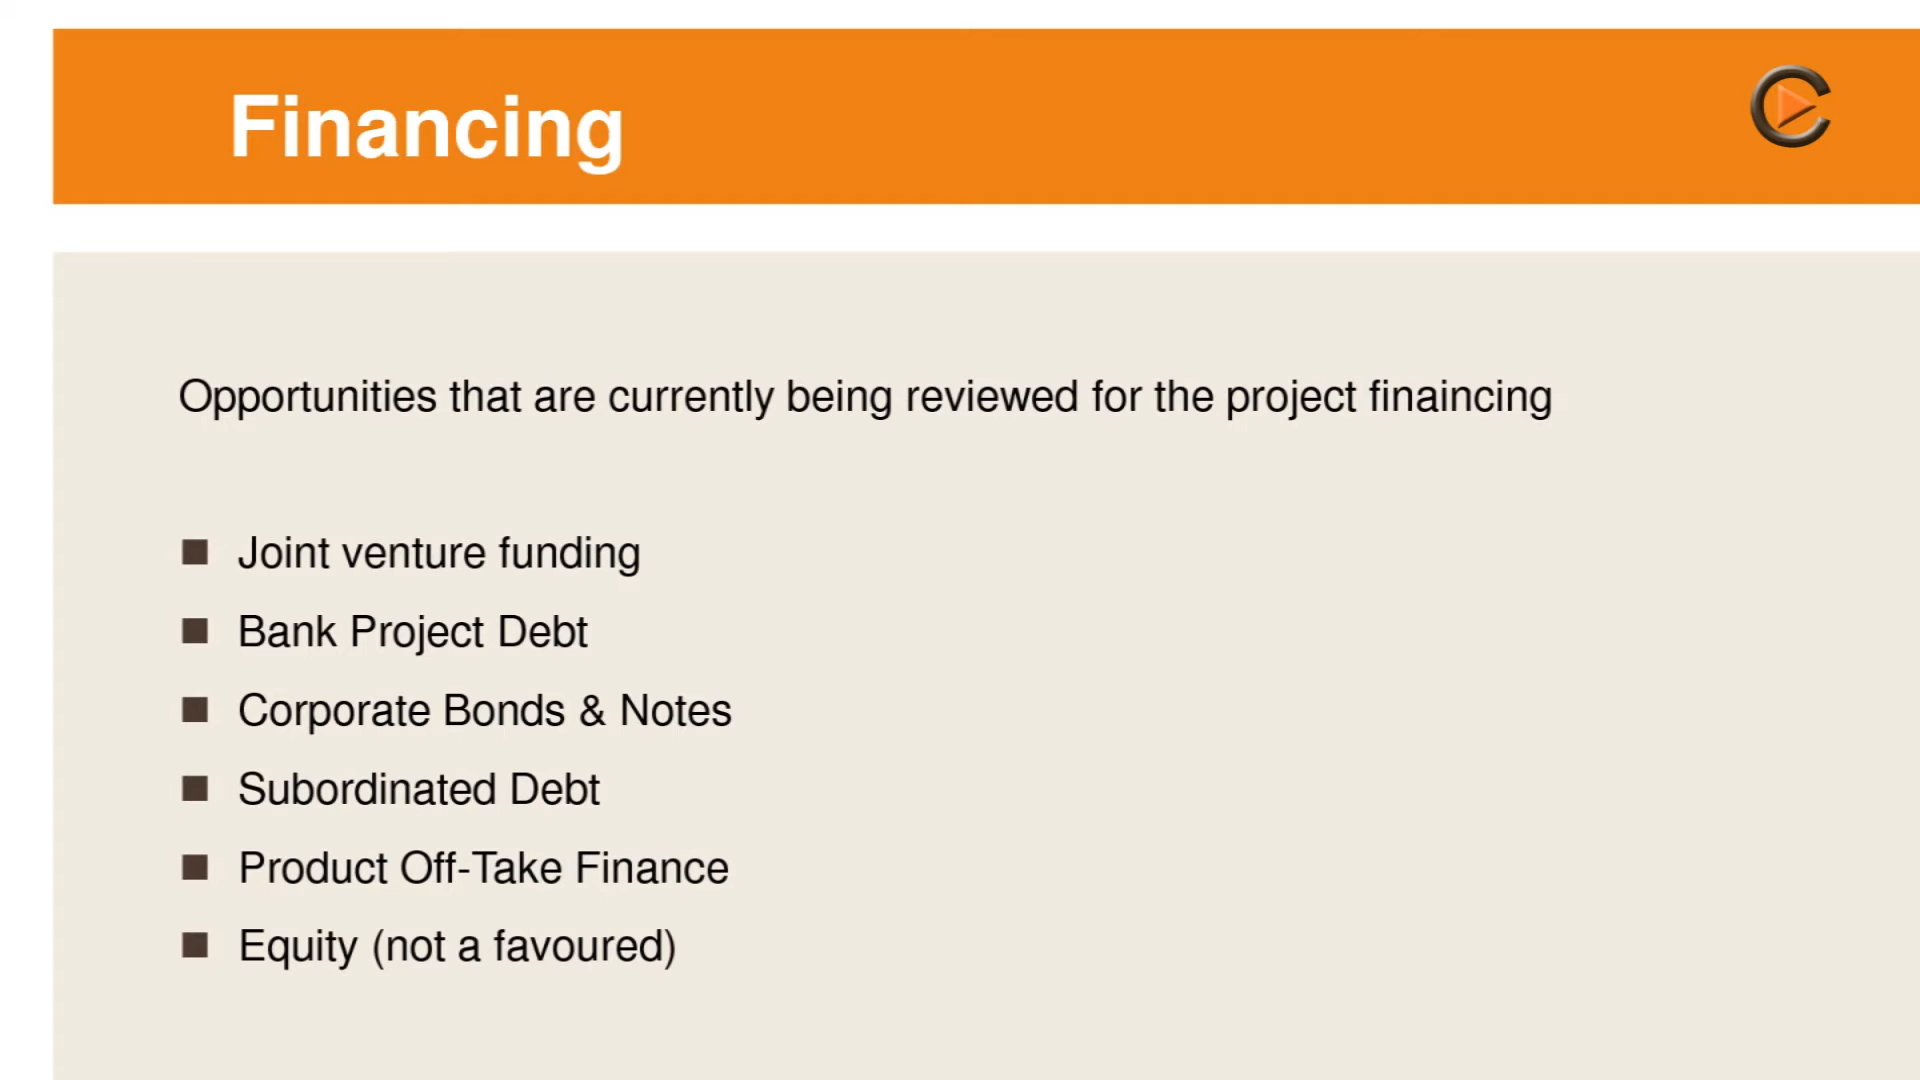 Financing
Opportunities that are currently being reviewed for the project finaincing
Joint venture funding
Bank Project Debt
Corporate Bonds & Notes
Subordinated Debt
Product Off-Take Finance
Equity (not a favoured)